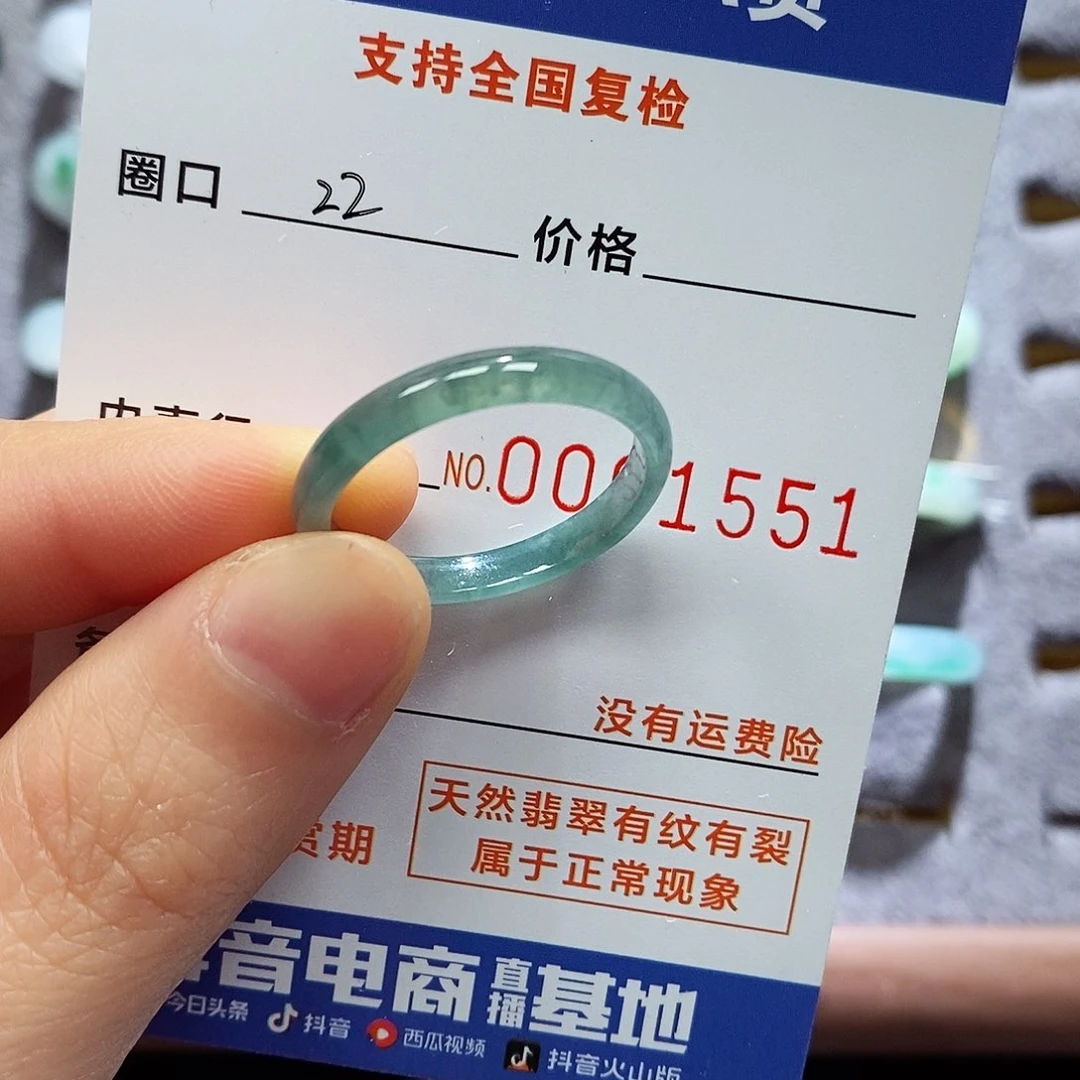 支持全国复检
圈口 22 价格
NO.00 1551
没有运费险
赏期
天然翡翠有纹有裂
属于正常现象
音电商直播基地
今日头条 抖音 西瓜视频 抖音火山版